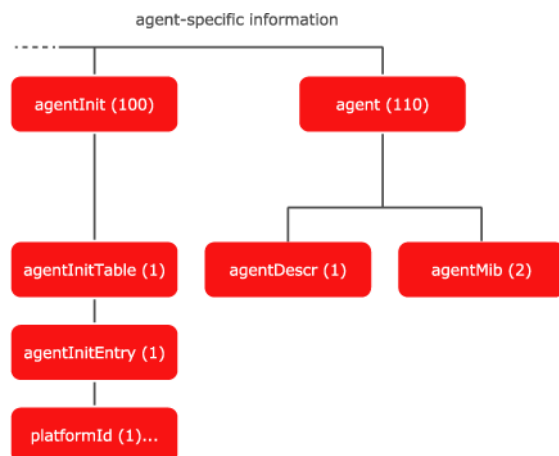 agent-specific information
agentInit (100)
agent (110)
agentInitTable (1)
agentDescr (1)
agentMib (2)
agentInitEntry (1)
platformId (1)...